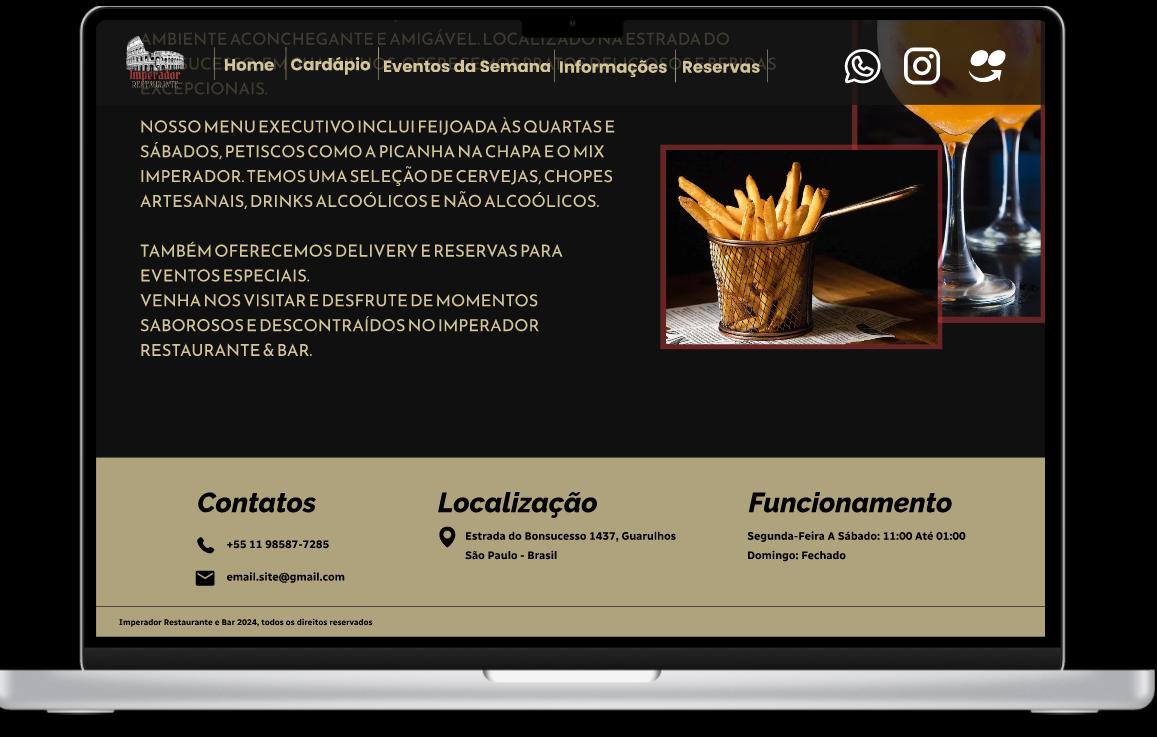 AMBIENTE ACONCHEGANTE E AMIGÁVEL. LOCALIZADO NA ESTRADA DO
EXCEPCIONAIS.
Imperador
RESTAURANTE
Home
Cardápio
Eventos da Semana
Informações
Reservas
NOSSO MENU EXECUTIVO INCLUI FEIJOADA ÀS QUARTAS E
SÁBADOS, PETISCOS COMO A PICANHA NA CHAPA E O MIX
IMPERADOR. TEMOS UMA SELEÇÃO DE CERVEJAS, CHOPES
ARTESANAIS, DRINKS ALCOÓLICOS E NÃO ALCOÓLICOS.
TAMBÉM OFERECEMOS DELIVERY E RESERVAS PARA
EVENTOS ESPECIAIS.
VENHA NOS VISITAR E DESFRUTE DE MOMENTOS
SABOROSOS E DESCONTRAÍDOS NO IMPERADOR
RESTAURANTE & BAR.
Contatos
+55 11 98587-7285
email.site@gmail.com
Localização
Estrada do Bonsucesso 1437, Guarulhos
São Paulo - Brasil
Funcionamento
Segunda-Feira A Sábado: 11:00 Até 01:00
Domingo: Fechado
Imperador Restaurante e Bar 2024, todos os direitos reservados